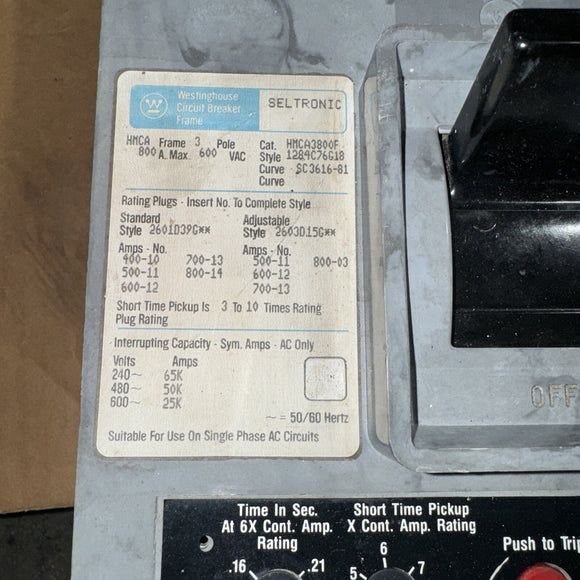 Westinghouse
Circuit Breaker
Frame
SELTRONIC
HMCA Frame 3 Pole
800 A. Max. 600 VAC
Cat. HMCA3800F
Style 1284C76G18
Curve SC3616-81
Curve
Rating Plugs - Insert No. To Complete Style
Standard
Style 2601D39G**
Adjustable
Style 2603D15G**
Amps - No.
400-10 700-13
500-11 800-14
600-12
Amps - No.
500-11 800-03
600-12
700-13
Short Time Pickup Is 3 To 10 Times Rating
Plug Rating
Interrupting Capacity - Sym. Amps - AC Only
Volts Amps
240~ 65K
480~ 50K
600~ 25K
~ = 50/60 Hertz
Suitable For Use On Single Phase AC Circuits
OFF
Time In Sec.
At 6X Cont. Amp.
Rating
.16 .21
Short Time Pickup
X Cont. Amp. Rating
6
5 7
Push to Trip